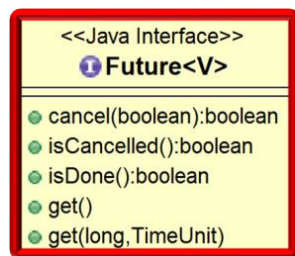 <<Java Interface>>
I Future<V>
cancel(boolean):boolean
isCancelled():boolean
isDone():boolean
get()
get(long,TimeUnit)